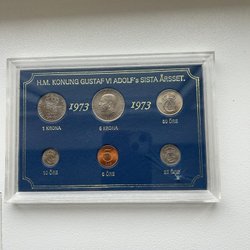 H.M. KONUNG GUSTAF VI ADOLF's SISTA ÅRSSET.
1973 1973
1 KRONA 5 KRONA 50 ÖRE
10 ÖRE 5 ÖRE 25 ÖRE